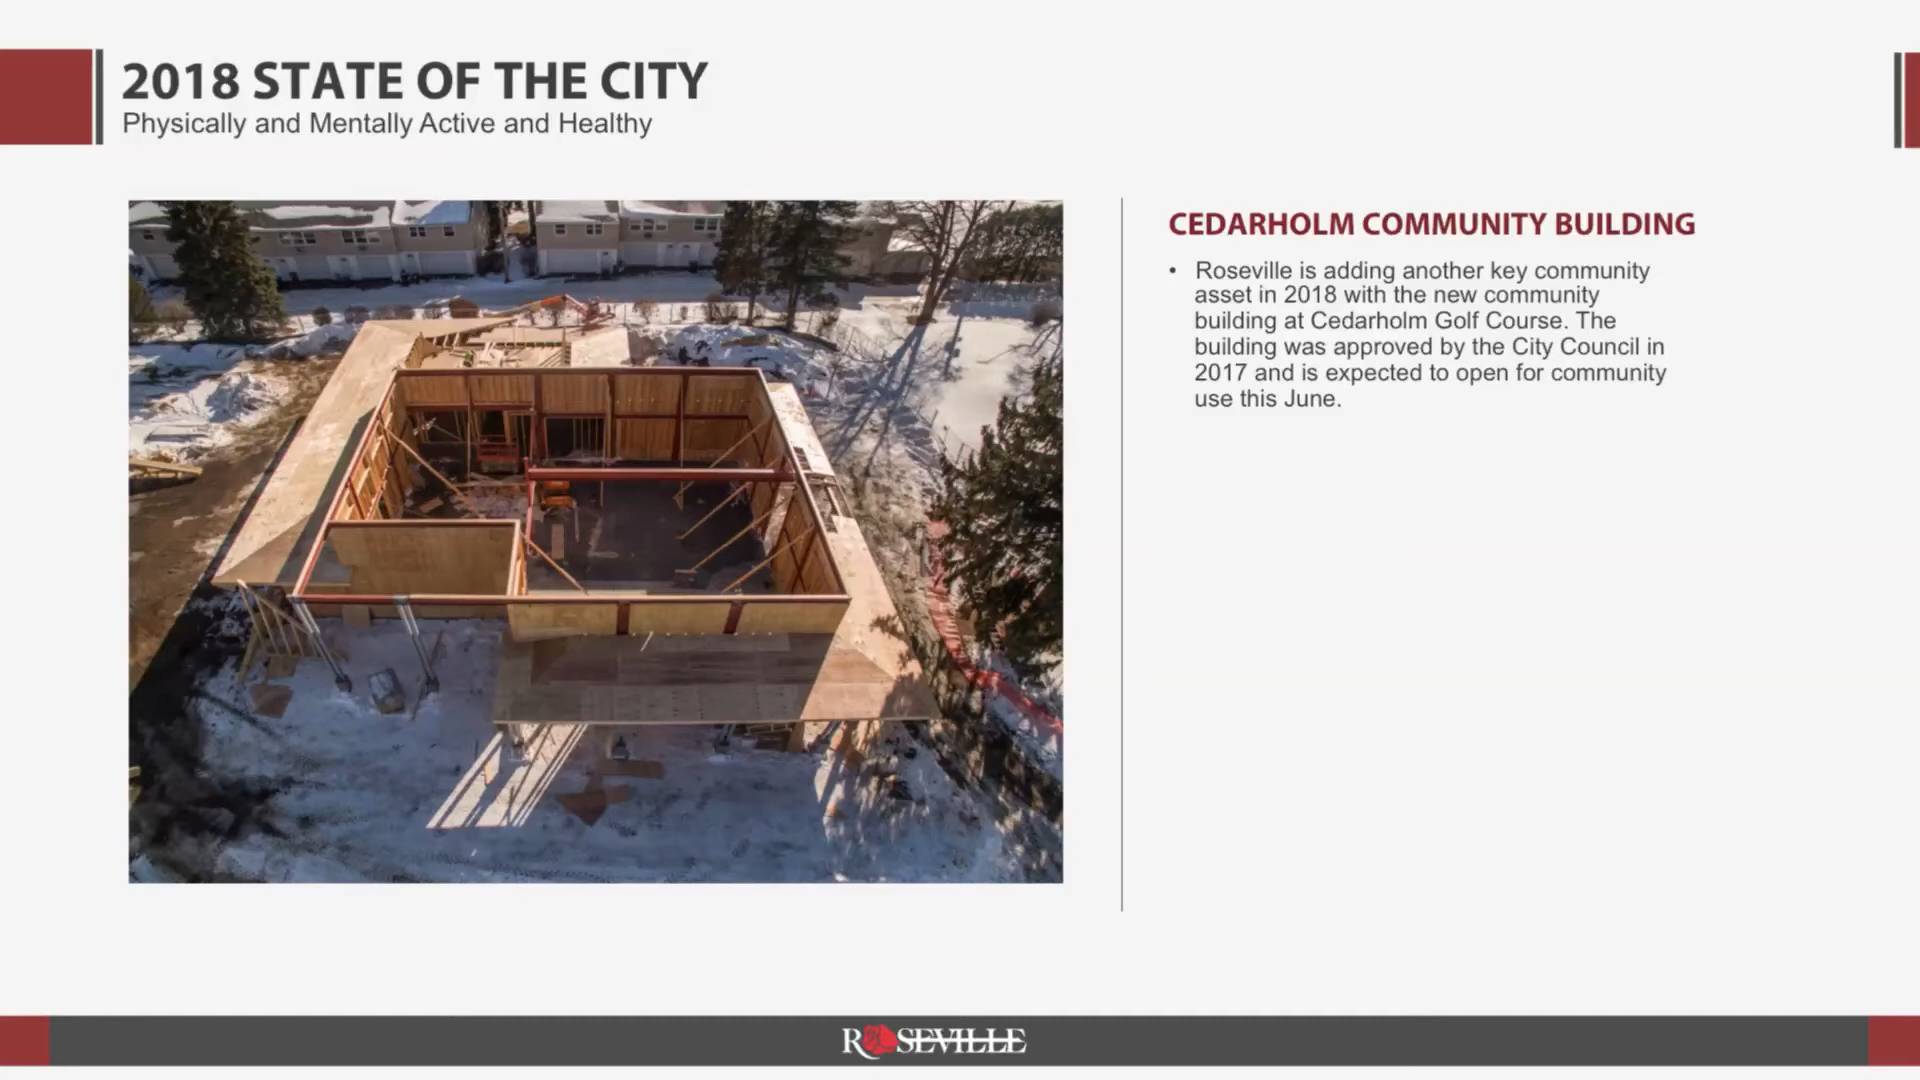 2018 STATE OF THE CITY
Physically and Mentally Active and Healthy
CEDARHOLM COMMUNITY BUILDING
• Roseville is adding another key community
asset in 2018 with the new community
building at Cedarholm Golf Course. The
building was approved by the City Council in
2017 and is expected to open for community
use this June.
ROSEVILLE